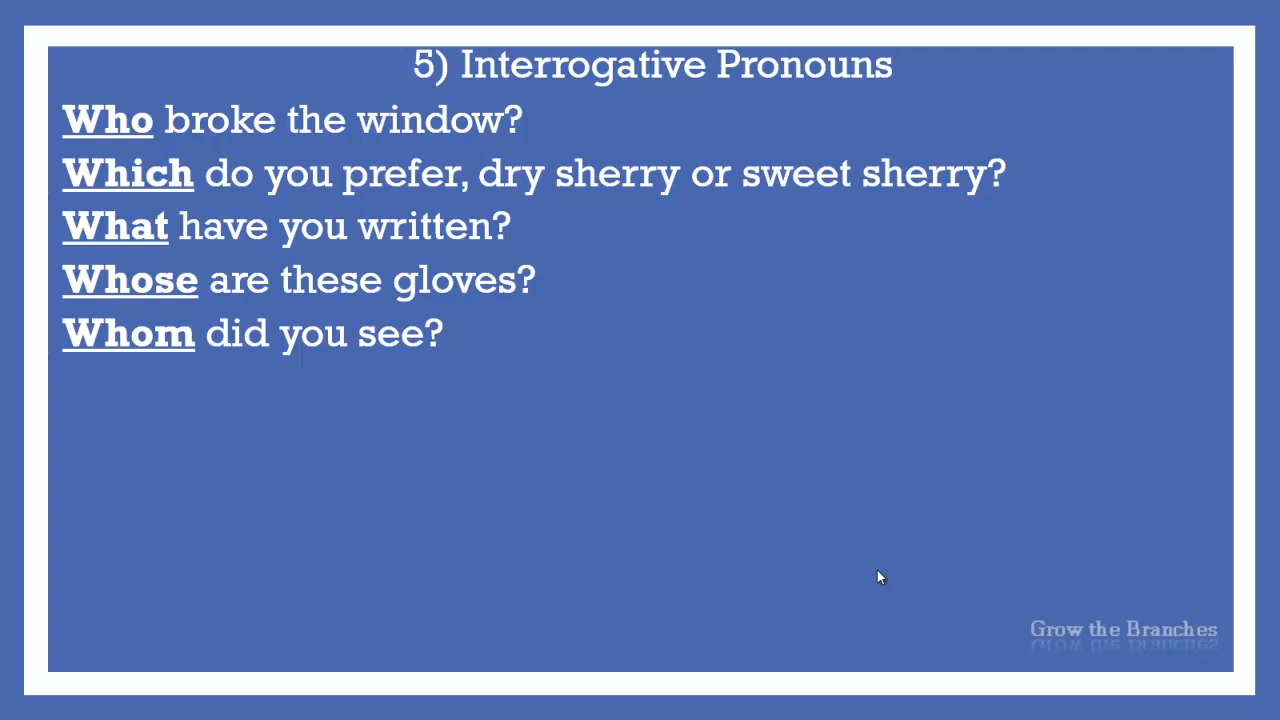 5) Interrogative Pronouns
Who broke the window?
Which do you prefer, dry sherry or sweet sherry?
What have you written?
Whose are these gloves?
Whom did you see?
Grow the Branches